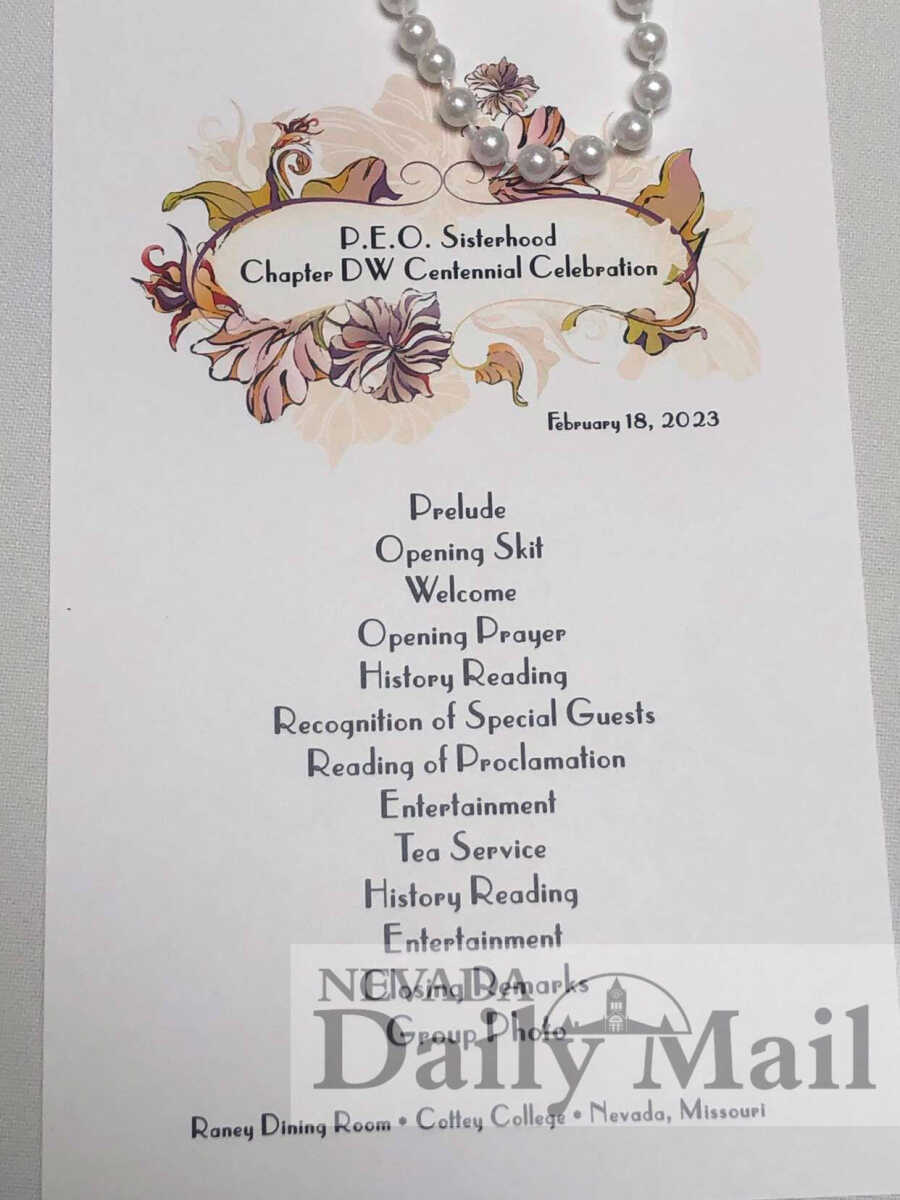 P.E.O. Sisterhood
Chapter DW Centennial Celebration
February 18, 2023
Prelude
Opening Skit
Welcome
Opening Prayer
History Reading
Recognition of Special Guests
Reading of Proclamation
Entertainment
Tea Service
History Reading
Entertainment
Closing Remarks
Group Photo
NEVADA
Daily Mail
Raney Dining Room • Cottey College • Nevada, Missouri